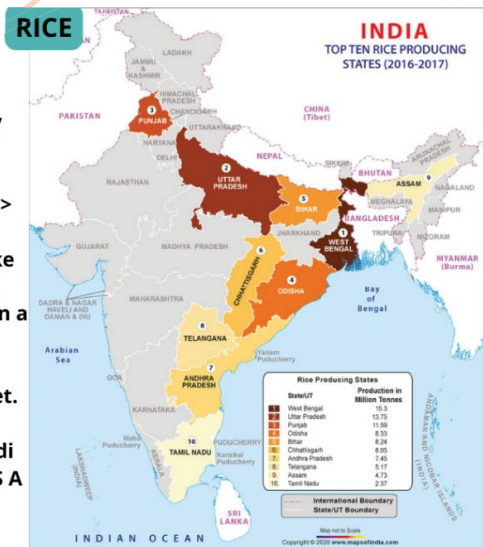 RICE
INDIA
TOP TEN RICE PRODUCING
STATES (2016-2017)
LADAKH
JAMMU
&
KASHMIR
HIMACHAL
PRADESH
PAKISTAN
3
PUNJAB
CHANDIGARH
UTTARAKHAND
CHINA
(Tibet)
HARYANA
DELHI
>
NEPAL
2
UTTAR
PRADESH
RAJASTHAN
SIKKIM
BHUTAN
ARUNACHAL
PRADESH
ASSAM
9
NAGALAND
MEGHALAYA
MANIPUR
5
BIHAR
BANGLADESH
TRIPURA
MIZORAM
JHARKHAND
1
WEST
BENGAL
GUJARAT
MADHYA PRADESH
6
CHHATTISGARH
MYANMAR
(Burma)
4
ODISHA
Bay
of
Bengal
DADRA & NAGAR
HAVELI AND
DAMAN & DIU
MAHARASHTRA
n a
8
TELANGANA
Arabian
Sea
Yanam
Puducherry
7
ANDHRA
PRADESH
GOA
et.
KARNATAKA
di
S A
Mahe
Puducherry
PUDUCHERRY
Karaikal
Puducherry
10
TAMIL NADU
KERALA
LAKSHADWEEP
(INDIA)
ANDAMAN AND NICOBAR ISLANDS
(INDIA)
SRI
LANKA
INDIAN OCEAN
Rice Producing States
State/UT Production in
Million Tonnes
1 West Bengal 15.3
2 Uttar Pradesh 13.75
3 Punjab 11.59
4 Odisha 8.33
5 Bihar 8.24
6 Chhattisgarh 8.05
7 Andhra Pradesh 7.45
8 Telangana 5.17
9 Assam 4.73
10 Tamil Nadu 2.37
International Boundary
State/UT Boundary
Map not to Scale
Copyright © 2020 www.mapsofindia.com